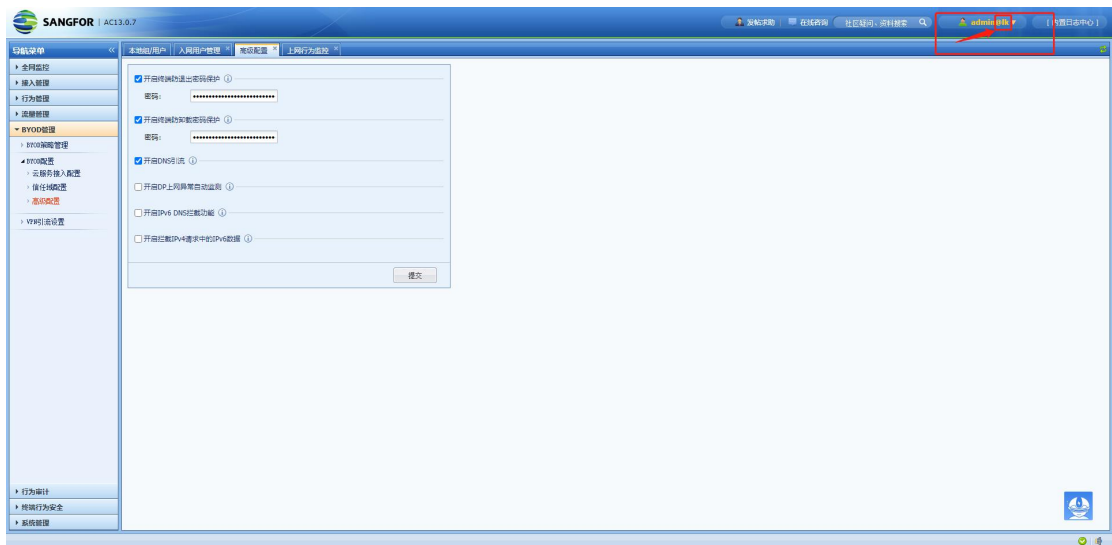 SANGFOR | AC13.0.7
发帖求助 在线咨询 社区疑问、资料搜索 admin [内置日志中心]
导航菜单 «
本地组/用户 入网用户管理 高级配置 上网行为监控
全网监控
接入管理
行为管理
流量管理
BYOD管理
BYOD策略管理
BYOD配置
云服务接入配置
信任域配置
高级配置
VPN引流设置
开启终端防退出密码保护
密码:
开启终端防卸载密码保护
密码:
开启DNS引流
开启DP上网异常自动监测
开启IPv6 DNS拦截功能
开启拦截IPv4请求中的IPv6数据
提交
行为审计
终端行为安全
系统管理